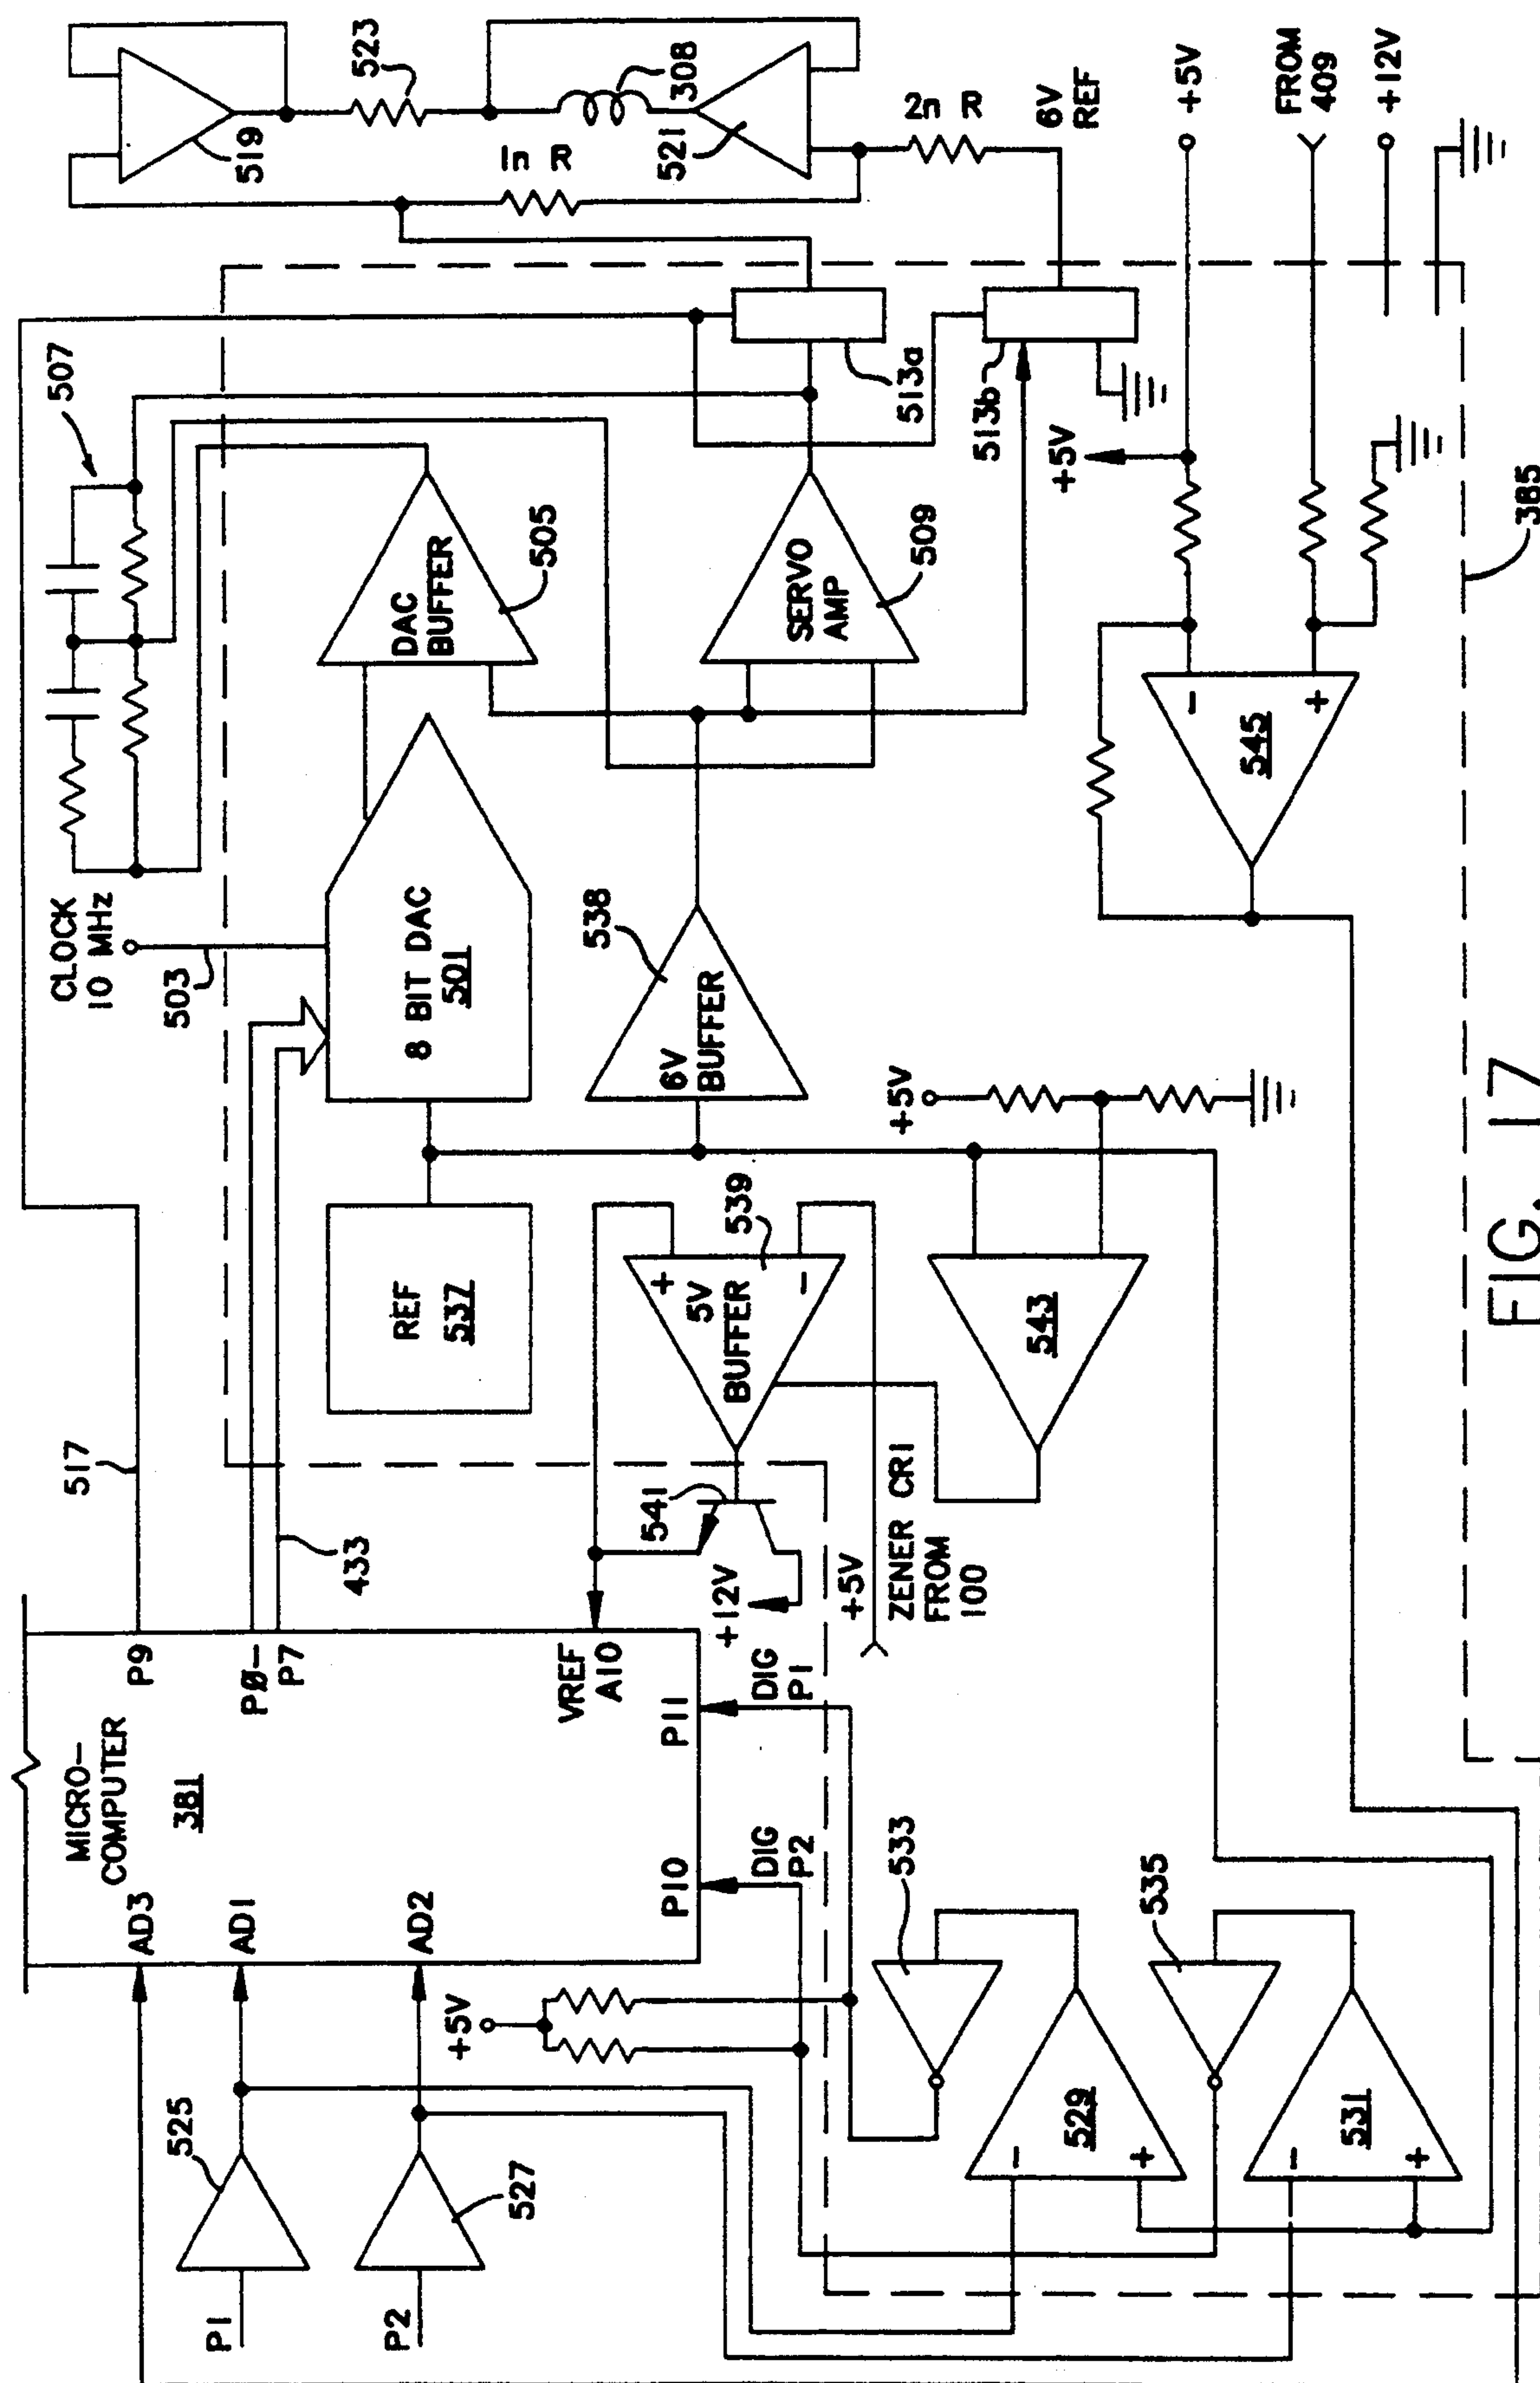 MICRO-
COMPUTER
381
AD3
AD1
AD2
P9
PØ-
P7
VREF
A10
P10
P11
DIG
P2
DIG
P1
P1
525
P2
527
+5V
517
433
CLOCK
10 MHz
503
507
REF
537
8 BIT DAC
501
DAC
BUFFER
505
6V
BUFFER
538
SERVO
AMP
509
513a
513b
519
523
308
521
1n R
2n R
6V
REF
541
+12V
+
5V
BUFFER
-
539
+5V
ZENER CR1
FROM
100
543
+5V
533
529
-
+
535
531
-
+
545
-
+
+5V
+5V
FROM
409
+12V
385
FIG. 17